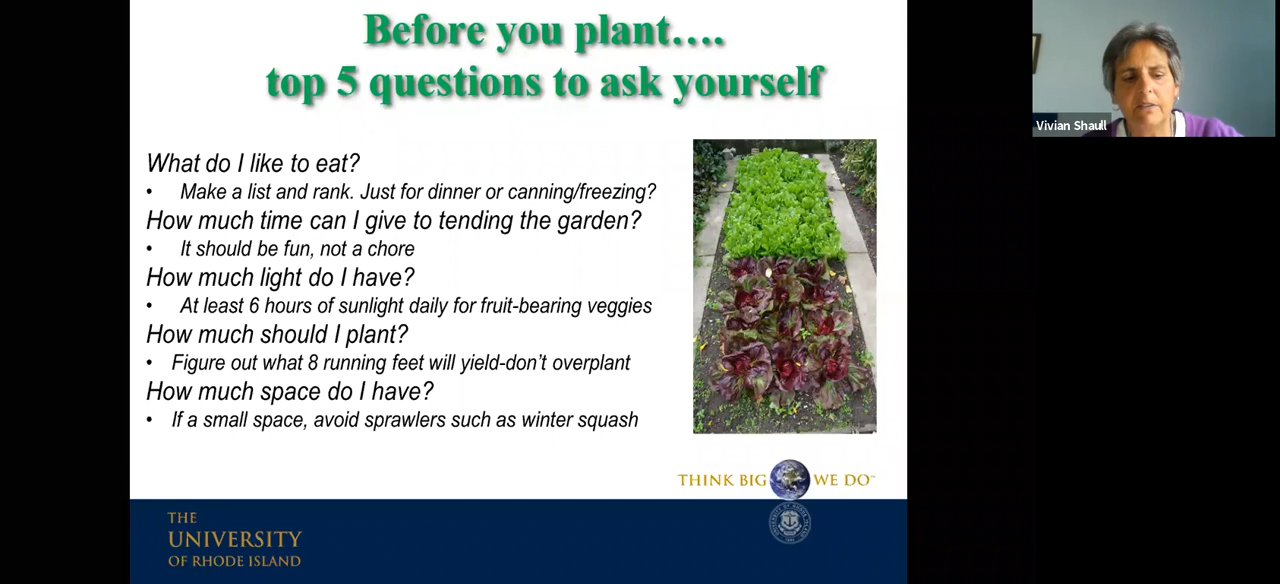 Before you plant….
top 5 questions to ask yourself
What do I like to eat?
• Make a list and rank. Just for dinner or canning/freezing?
How much time can I give to tending the garden?
• It should be fun, not a chore
How much light do I have?
• At least 6 hours of sunlight daily for fruit-bearing veggies
How much should I plant?
• Figure out what 8 running feet will yield-don’t overplant
How much space do I have?
• If a small space, avoid sprawlers such as winter squash
THINK BIG WE DO™
THE
UNIVERSITY
OF RHODE ISLAND
Vivian Shaull